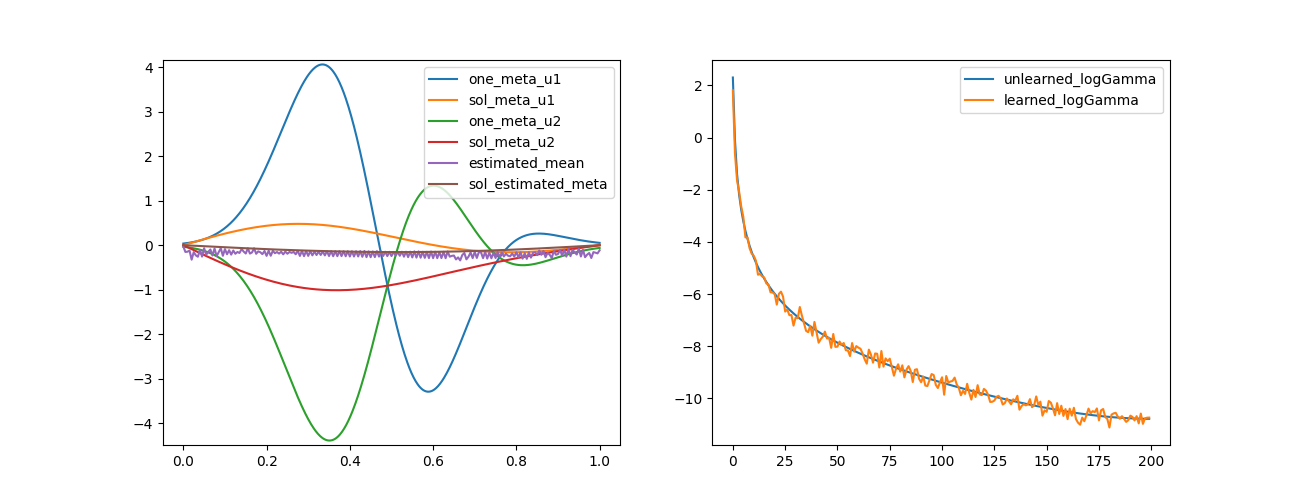 4
3
2
1
0
−1
−2
−3
−4
0.0 0.2 0.4 0.6 0.8 1.0
one_meta_u1
sol_meta_u1
one_meta_u2
sol_meta_u2
estimated_mean
sol_estimated_meta
2
0
−2
−4
−6
−8
−10
0 25 50 75 100 125 150 175 200
unlearned_logGamma
learned_logGamma